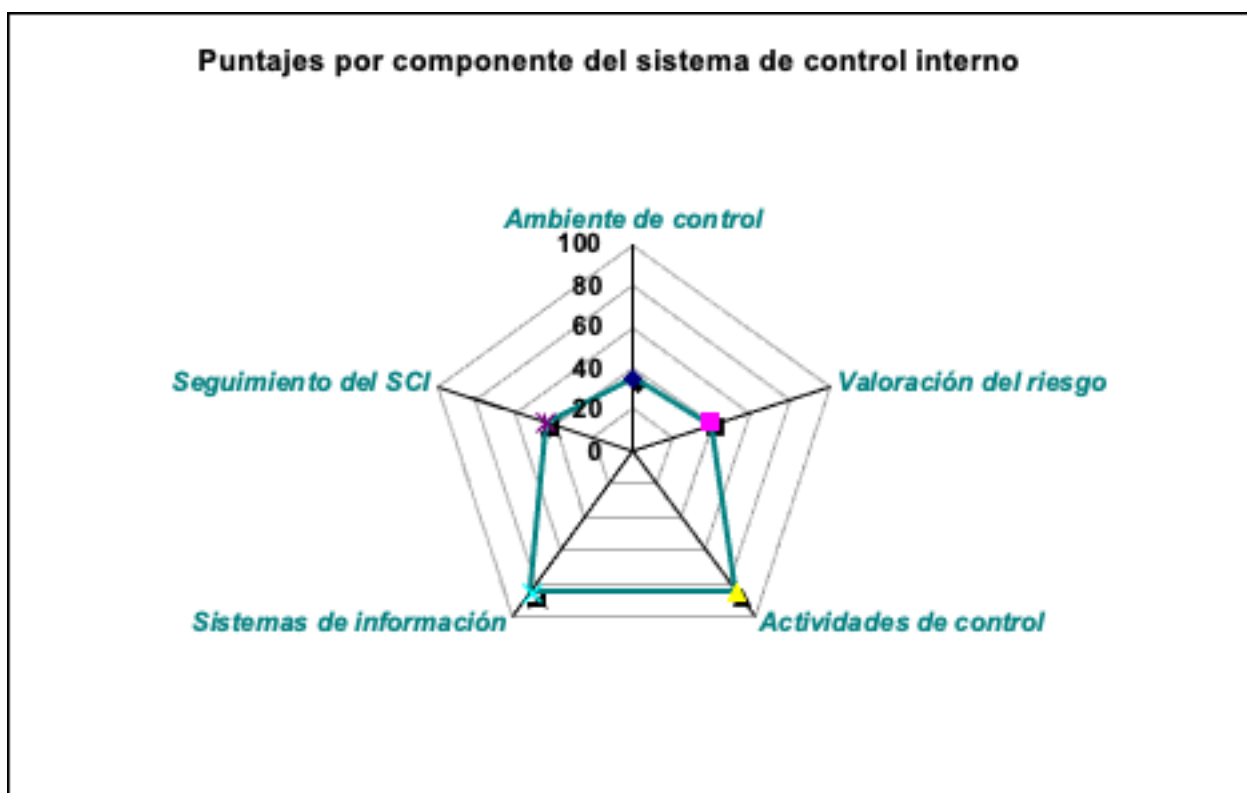 Puntajes por componente del sistema de control interno
Ambiente de control
100
80
60
40
20
0
Valoración del riesgo
Seguimiento del SCI
Sistemas de información
Actividades de control